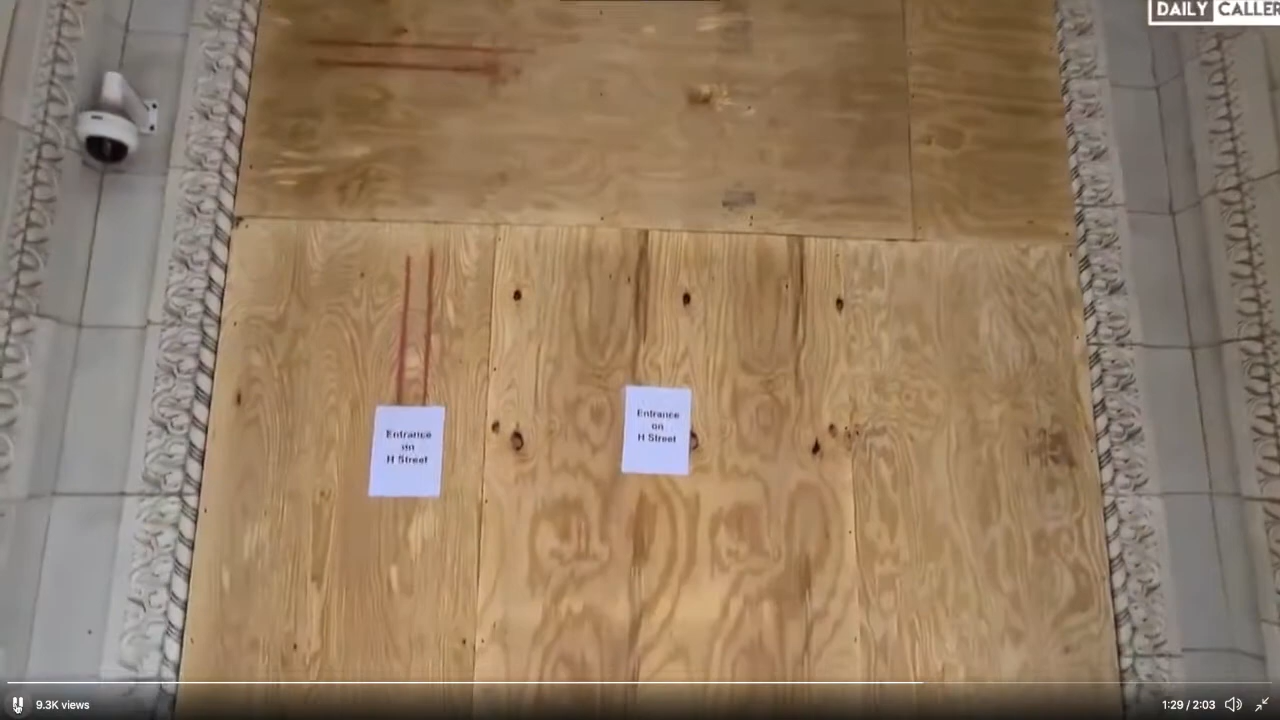 DAILY CALLER
Entrance
on
H Street
Entrance
on
H Street
9.3K views
1:29 / 2:03